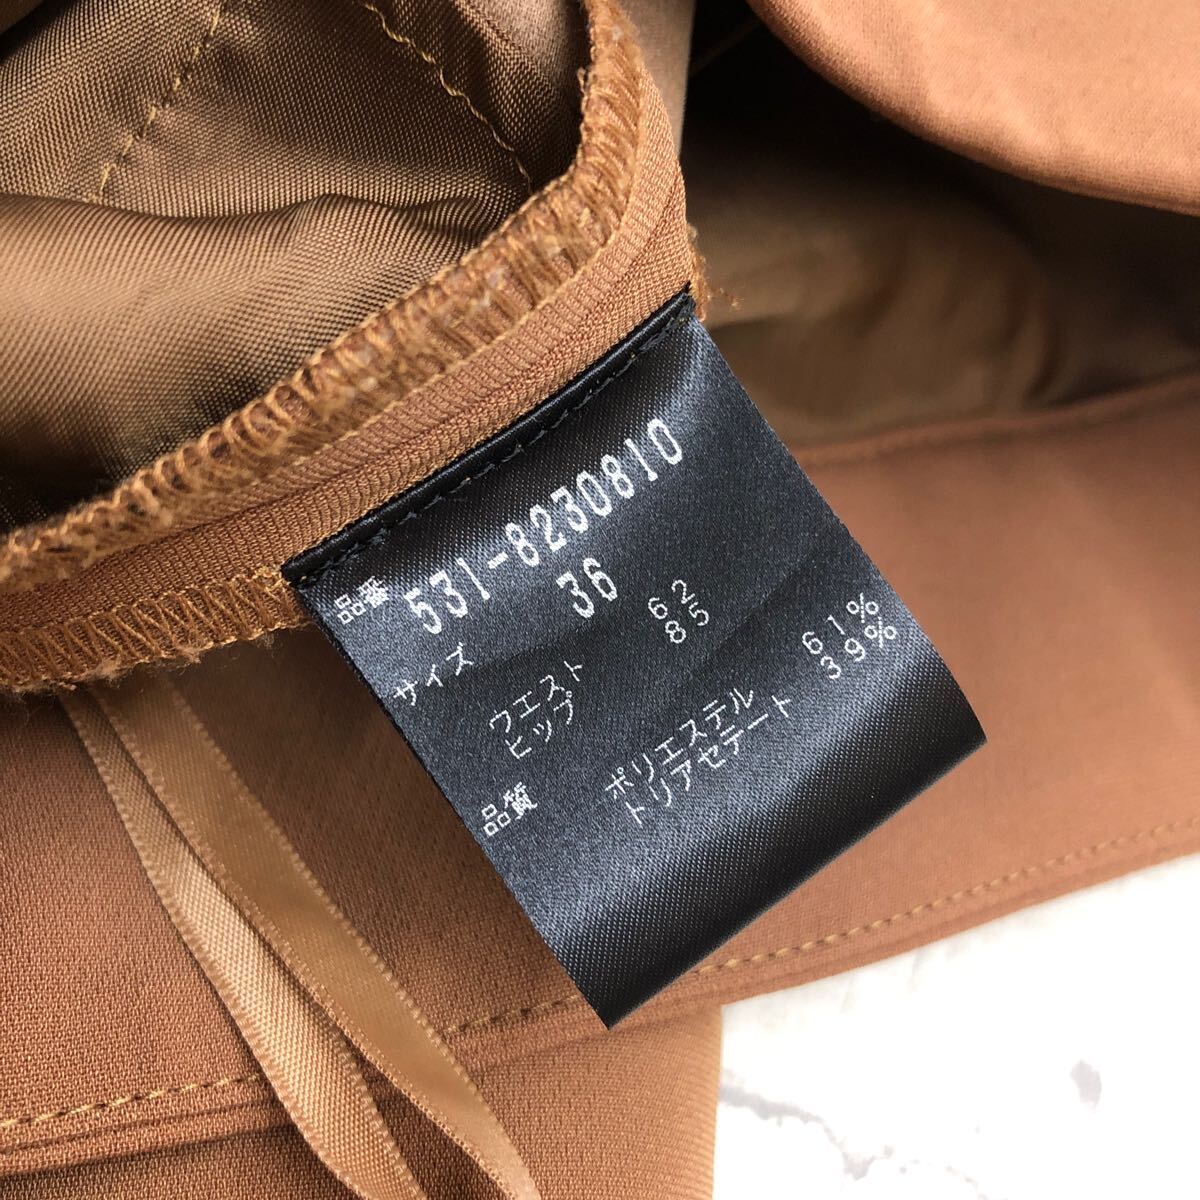 品番 531-8230810
サイズ 36
ウエスト 62
ヒップ 85
品質 ポリエステル 61%
トリアセテート 39%